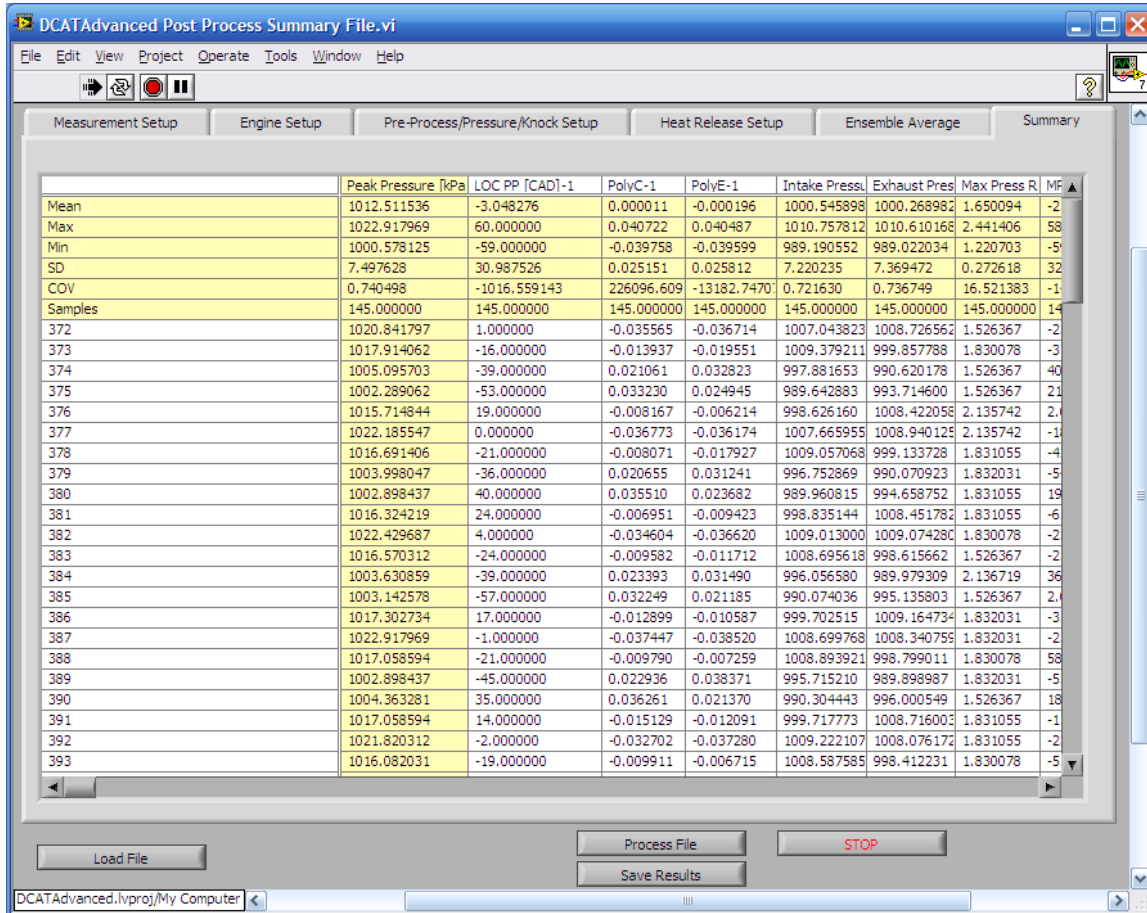 DCATAdvanced Post Process Summary File.vi
File Edit View Project Operate Tools Window Help
Measurement Setup Engine Setup Pre-Process/Pressure/Knock Setup Heat Release Setup Ensemble Average Summary
Peak Pressure [kPa LOC PP [CAD]-1 PolyC-1 PolyE-1 Intake Pressu Exhaust Pres Max Press R
Mean 1012.511536 -3.048276 0.000011 -0.000196 1000.545898 1000.268982 1.650094 -2
Max 1022.917969 60.000000 0.040722 0.040487 1010.757812 1010.610168 2.441406 58
Min 1000.578125 -59.000000 -0.039758 -0.039599 989.190552 989.022034 1.220703
SD 7.497628 30.987526 0.025151 0.025812 7.220235 7.369472 0.272618 32
COV 0.740498 -1016.559143 226096.609 -13182.7470 0.721630 0.736749 16.521383
Samples 145.000000 145.000000 145.000000 145.000000 145.000000 145.000000 145.000000 14
372 1020.841797 1.000000 -0.035565 -0.036714 1007.043823 1008.726562 1.526367 -2
373 1017.914062 -16.000000 -0.013937 -0.019551 1009.379211 999.857788 1.830078 -3
374 1005.095703 -39.000000 0.021061 0.032823 997.881653 990.620178 1.526367 40
375 1002.289062 -53.000000 0.033230 0.024945 989.642883 993.714600 1.526367 21
376 1015.714844 19.000000 -0.008167 -0.006214 998.626160 1008.422058 2.135742 2.
377 1022.185547 0.000000 -0.036773 -0.036174 1007.665955 1008.940125 2.135742
378 1016.691406 -21.000000 -0.008071 -0.017927 1009.057068 999.133728 1.831055 -4
379 1003.998047 -36.000000 0.020655 0.031241 996.752869 990.070923 1.832031 -5
380 1002.898437 40.000000 0.035510 0.023682 989.960815 994.658752 1.831055 19
381 1016.324219 24.000000 -0.006951 -0.009423 998.835144 1008.451782 1.831055 -6
382 1022.429687 4.000000 -0.034604 -0.036620 1009.013000 1009.074280 1.830078 -2
383 1016.570312 -24.000000 -0.009582 -0.011712 1008.695618 998.615662 1.526367 -2
384 1003.630859 -39.000000 0.023393 0.031490 996.056580 989.979309 2.136719 36
385 1003.142578 -57.000000 0.032249 0.021185 990.074036 995.135803 1.526367 2.
386 1017.302734 17.000000 -0.012899 -0.010587 999.702515 1009.164734 1.832031 -3
387 1022.917969 -1.000000 -0.037447 -0.038520 1008.699768 1008.340759 1.832031 -2
388 1017.058594 -21.000000 -0.009790 -0.007259 1008.893921 998.799011 1.830078 58
389 1002.898437 -45.000000 0.022936 0.038371 995.715210 989.898987 1.832031 -5
390 1004.363281 35.000000 0.036261 0.021370 990.304443 996.000549 1.526367 18
391 1017.058594 14.000000 -0.015129 -0.012091 999.717773 1008.716003 1.831055 -1
392 1021.820312 -2.000000 -0.032702 -0.037280 1009.222107 1008.076172 1.831055 -2
393 1016.082031 -19.000000 -0.009911 -0.006715 1008.587585 998.412231 1.830078 -5
Process File STOP
Load File
Save Results
DCATAdvanced.lvproj/My Computer